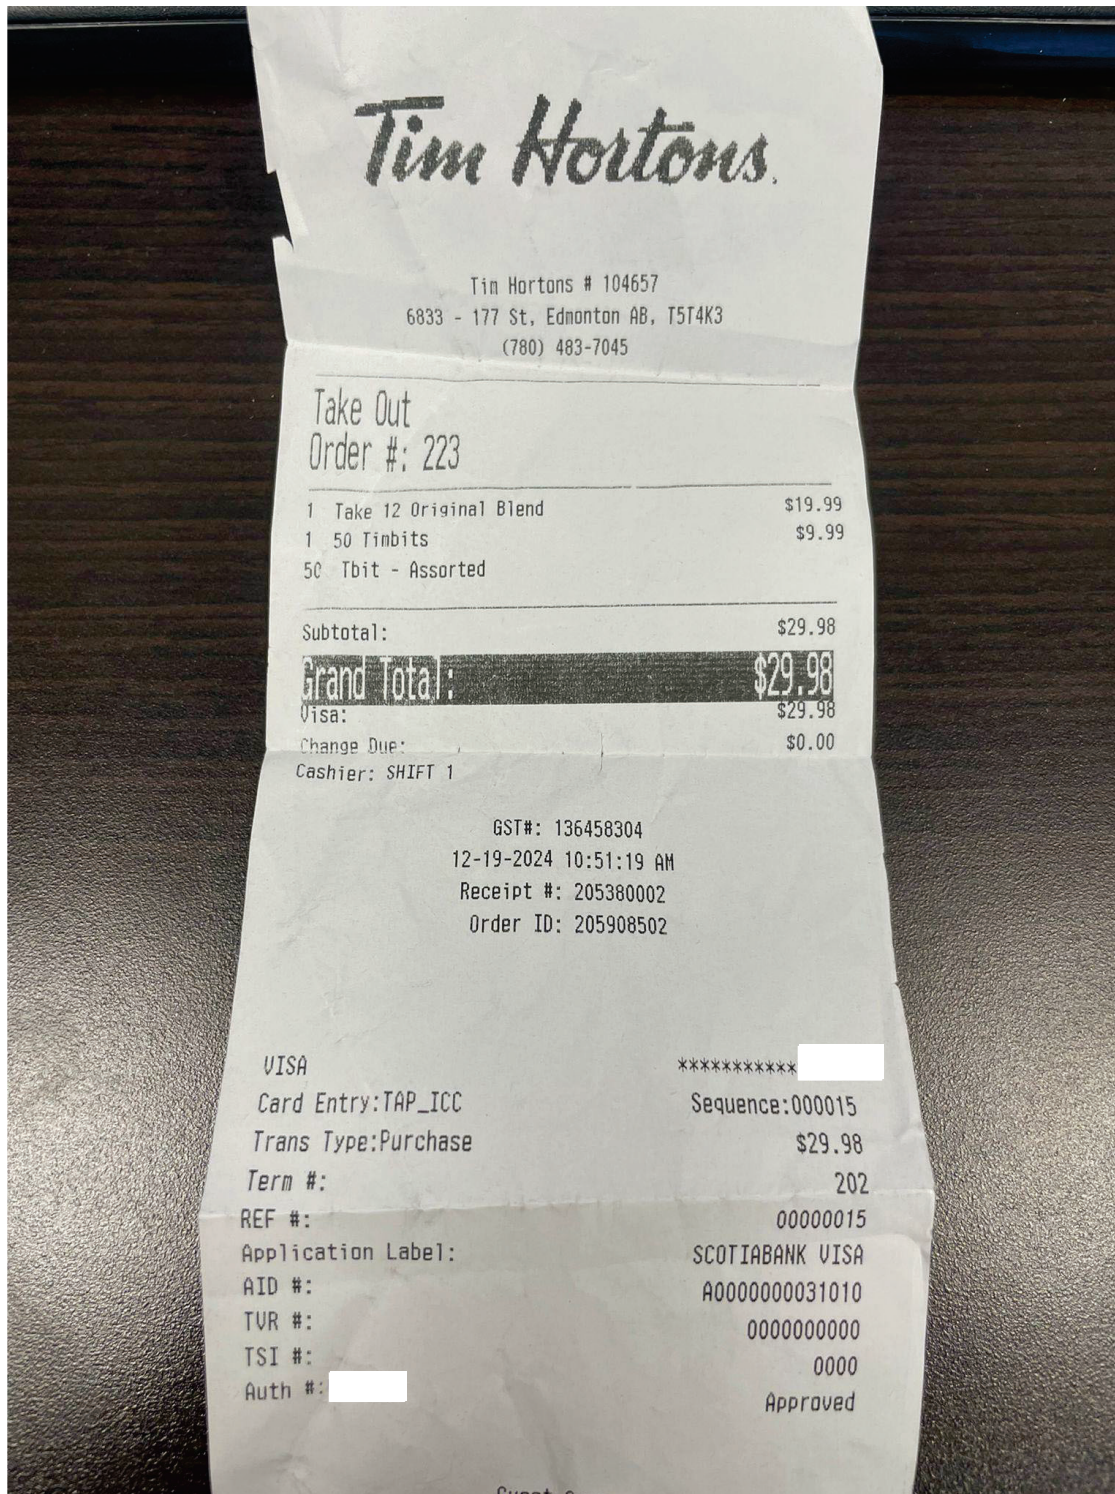 Tim Hortons.
Tim Hortons # 104657
6833 - 177 St, Edmonton AB, T5T4K3
(780) 483-7045
Take Out
Order #: 223
1 Take 12 Original Blend $19.99
1 50 Timbits $9.99
50 Tbit - Assorted
Subtotal: $29.98
Grand Total: $29.98
Visa: $29.98
Change Due: $0.00
Cashier: SHIFT 1
GST#: 136458304
12-19-2024 10:51:19 AM
Receipt #: 205380002
Order ID: 205908502
VISA ***********
Card Entry:TAP_ICC Sequence:000015
Trans Type:Purchase $29.98
Term #: 202
REF #: 00000015
Application Label: SCOTIABANK VISA
AID #: A0000000031010
TVR #: 0000000000
TSI #: 0000
Auth #: Approved